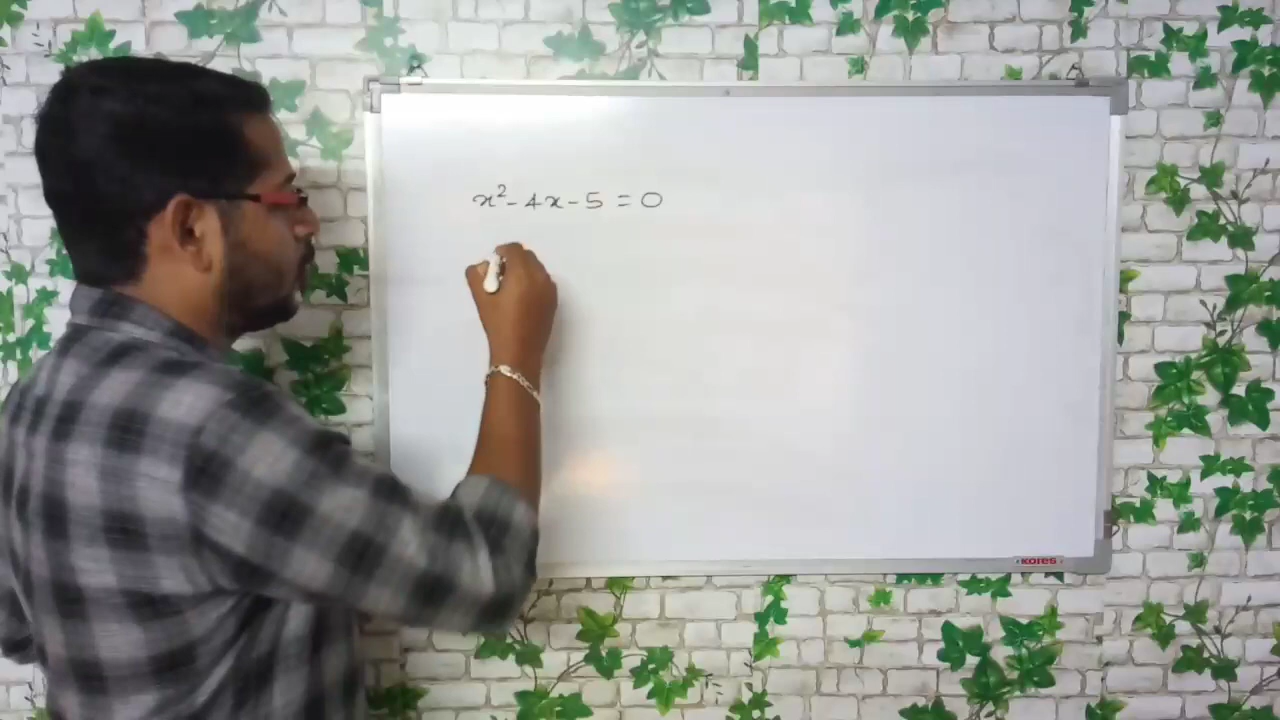 x² - 4x - 5 = 0
KORES